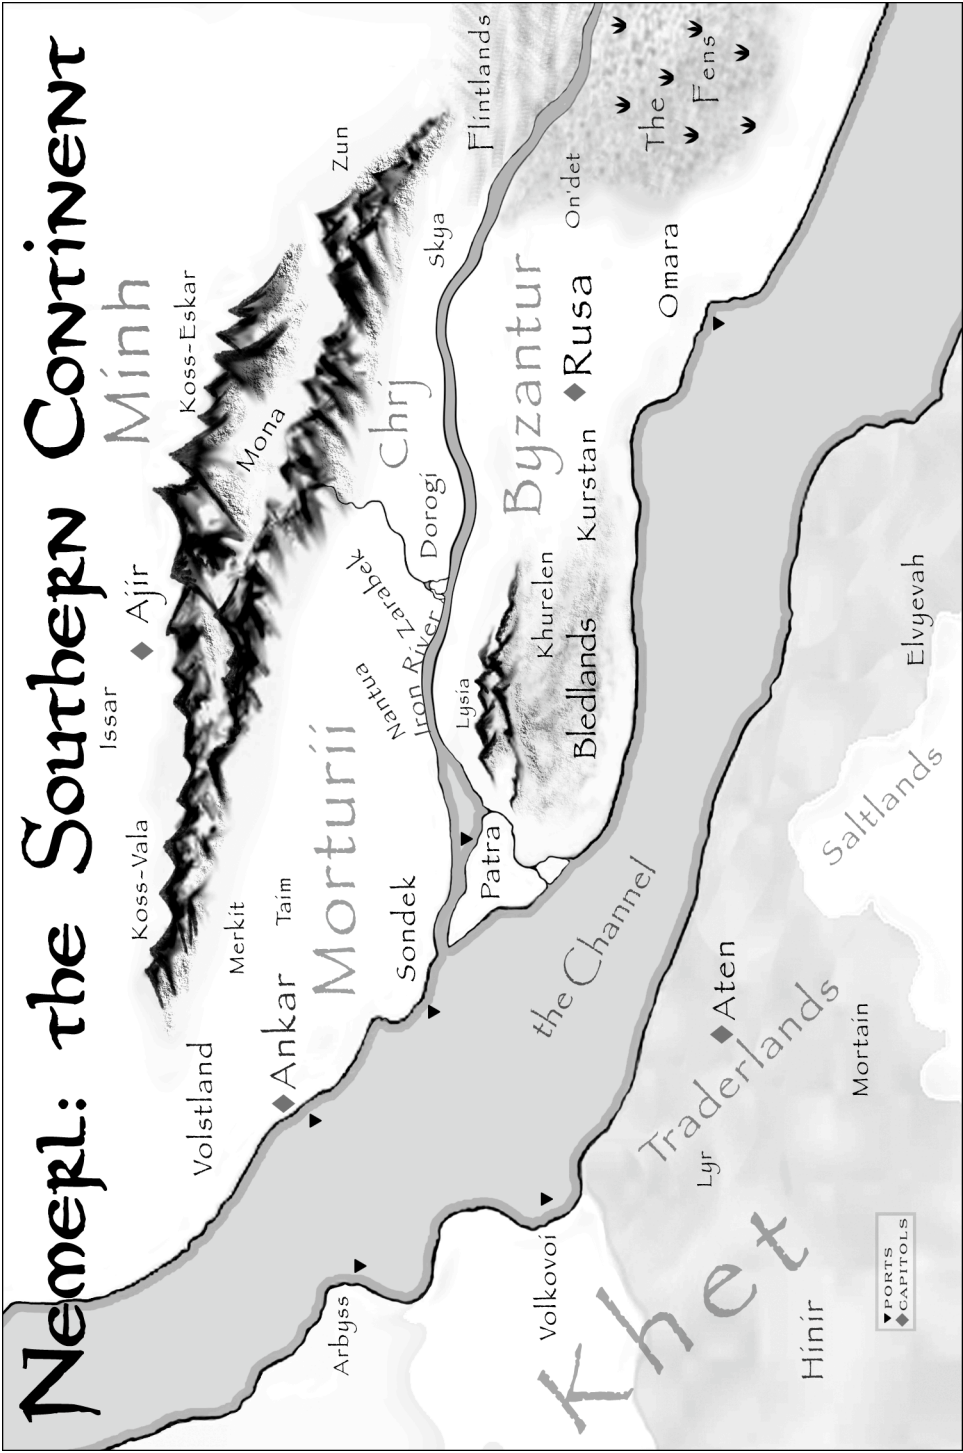 Nemerl: the Southern Continent
Issar
Minh
Koss-Vala
Ajir
Koss-Eskar
Volstland
Merkit
Mona
Ankar
Taim
Zun
Morturii
Arbyss
Nantua
Zarabek
Chrj
Sondek
Iron River
Dorogi
Skya
Lysia
Flintlands
Patra
Byzantur
Volkovoi
Khurelen
the Channel
Bledlands
Kurstan
Rusa
On'det
Khet
The
Fens
Omara
Lyr
Traderlands
Aten
Hinir
Mortain
Saltlands
Elvyevah
PORTS
CAPITOLS